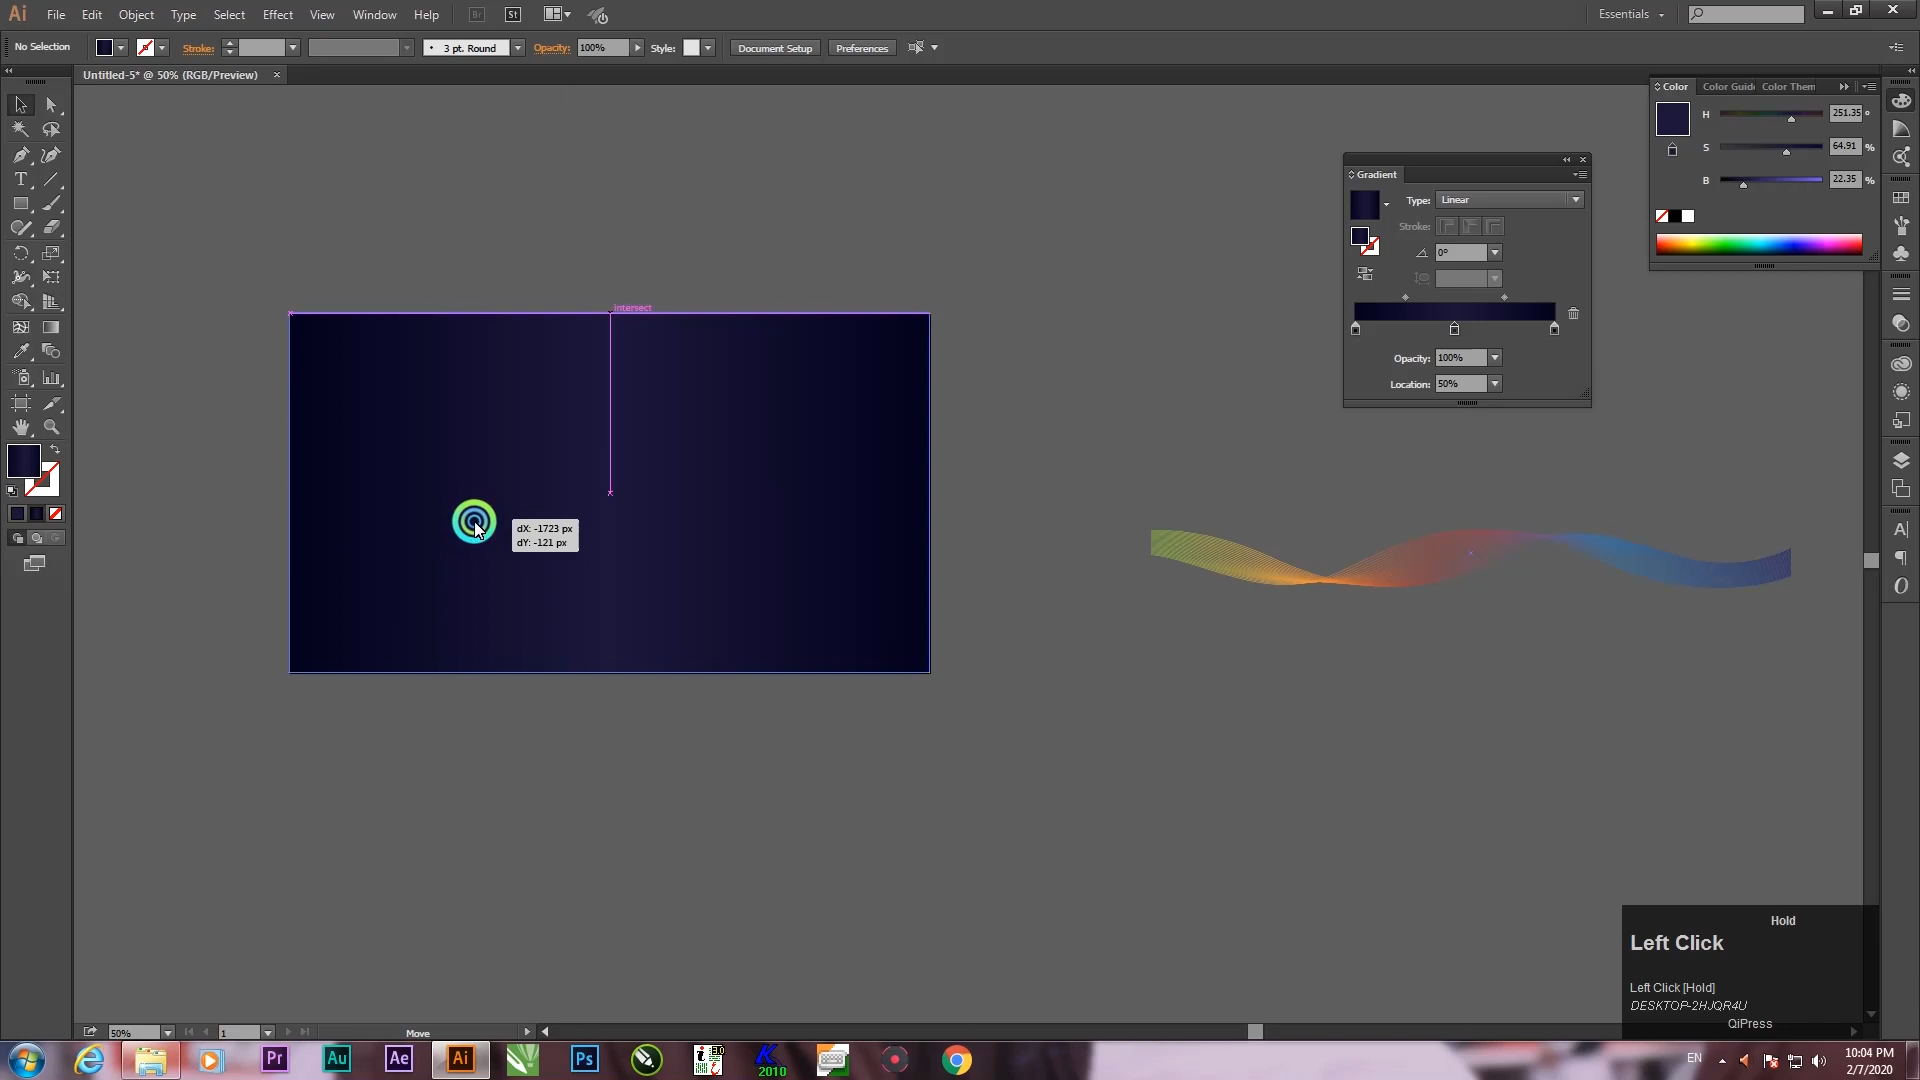 Ai File Edit Object Type Select Effect View Window Help Br St Essentials
No Selection Stroke: 3 pt. Round Opacity: 100% Style: Document Setup Preferences
Untitled-5* @ 50% (RGB/Preview) ×
Color Color Guid Color Them
H 251.35 °
S 64.91 %
B 22.35 %
Gradient
Type: Linear
Stroke:
0°
Opacity: 100%
Location: 50%
intersect
dX: -1723 px
dY: -121 px
Hold
Left Click
Left Click [Hold]
DESKTOP-2HJQR4U
QiPress
50% 1 Move
Pr Au Ae Ai Ps K 2010
EN 10:04 PM
2/7/2020